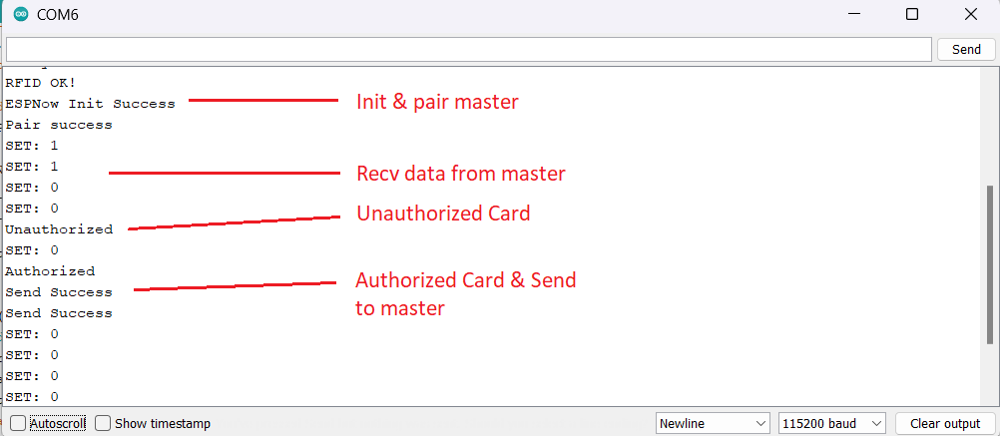 COM6
Send
RFID OK!
ESPNow Init Success
Init & pair master
Pair success
SET: 1
SET: 1
Recv data from master
SET: 0
SET: 0
Unauthorized Card
Unauthorized
SET: 0
Authorized
Authorized Card & Send
to master
Send Success
Send Success
SET: 0
SET: 0
SET: 0
SET: 0
Autoscroll
Show timestamp
Newline
115200 baud
Clear output